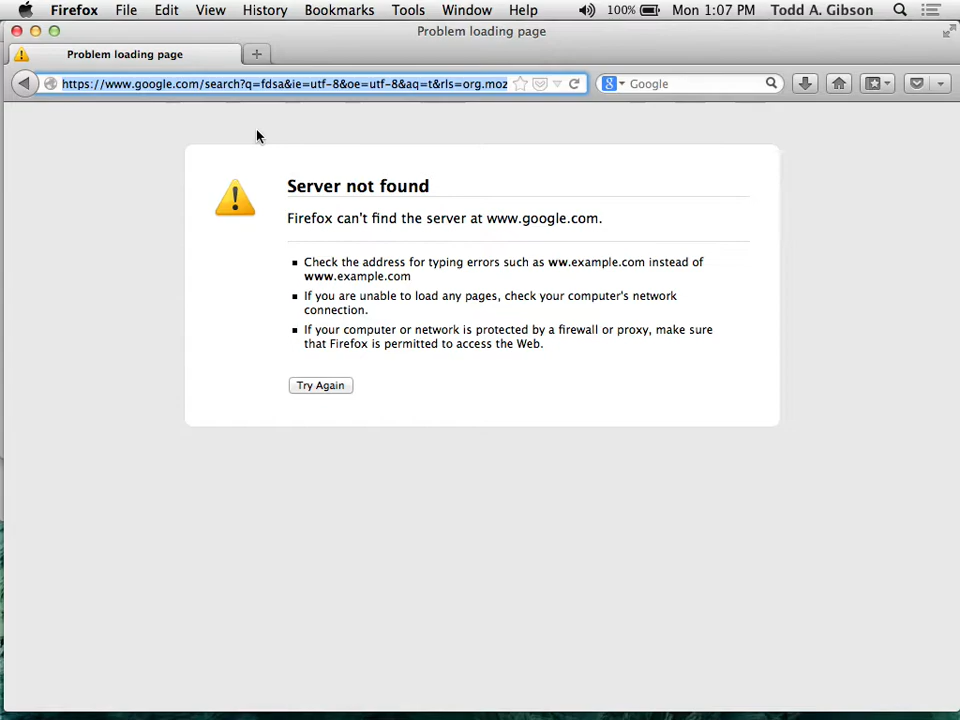 Firefox File Edit View History Bookmarks Tools Window Help 100% Mon 1:07 PM Todd A. Gibson
Problem loading page
Problem loading page
https://www.google.com/search?q=fdsa&ie=utf-8&oe=utf-8&aq=t&rls=org.moz
Google
Server not found
Firefox can't find the server at www.google.com.
Check the address for typing errors such as ww.example.com instead of
www.example.com
If you are unable to load any pages, check your computer's network
connection.
If your computer or network is protected by a firewall or proxy, make sure
that Firefox is permitted to access the Web.
Try Again